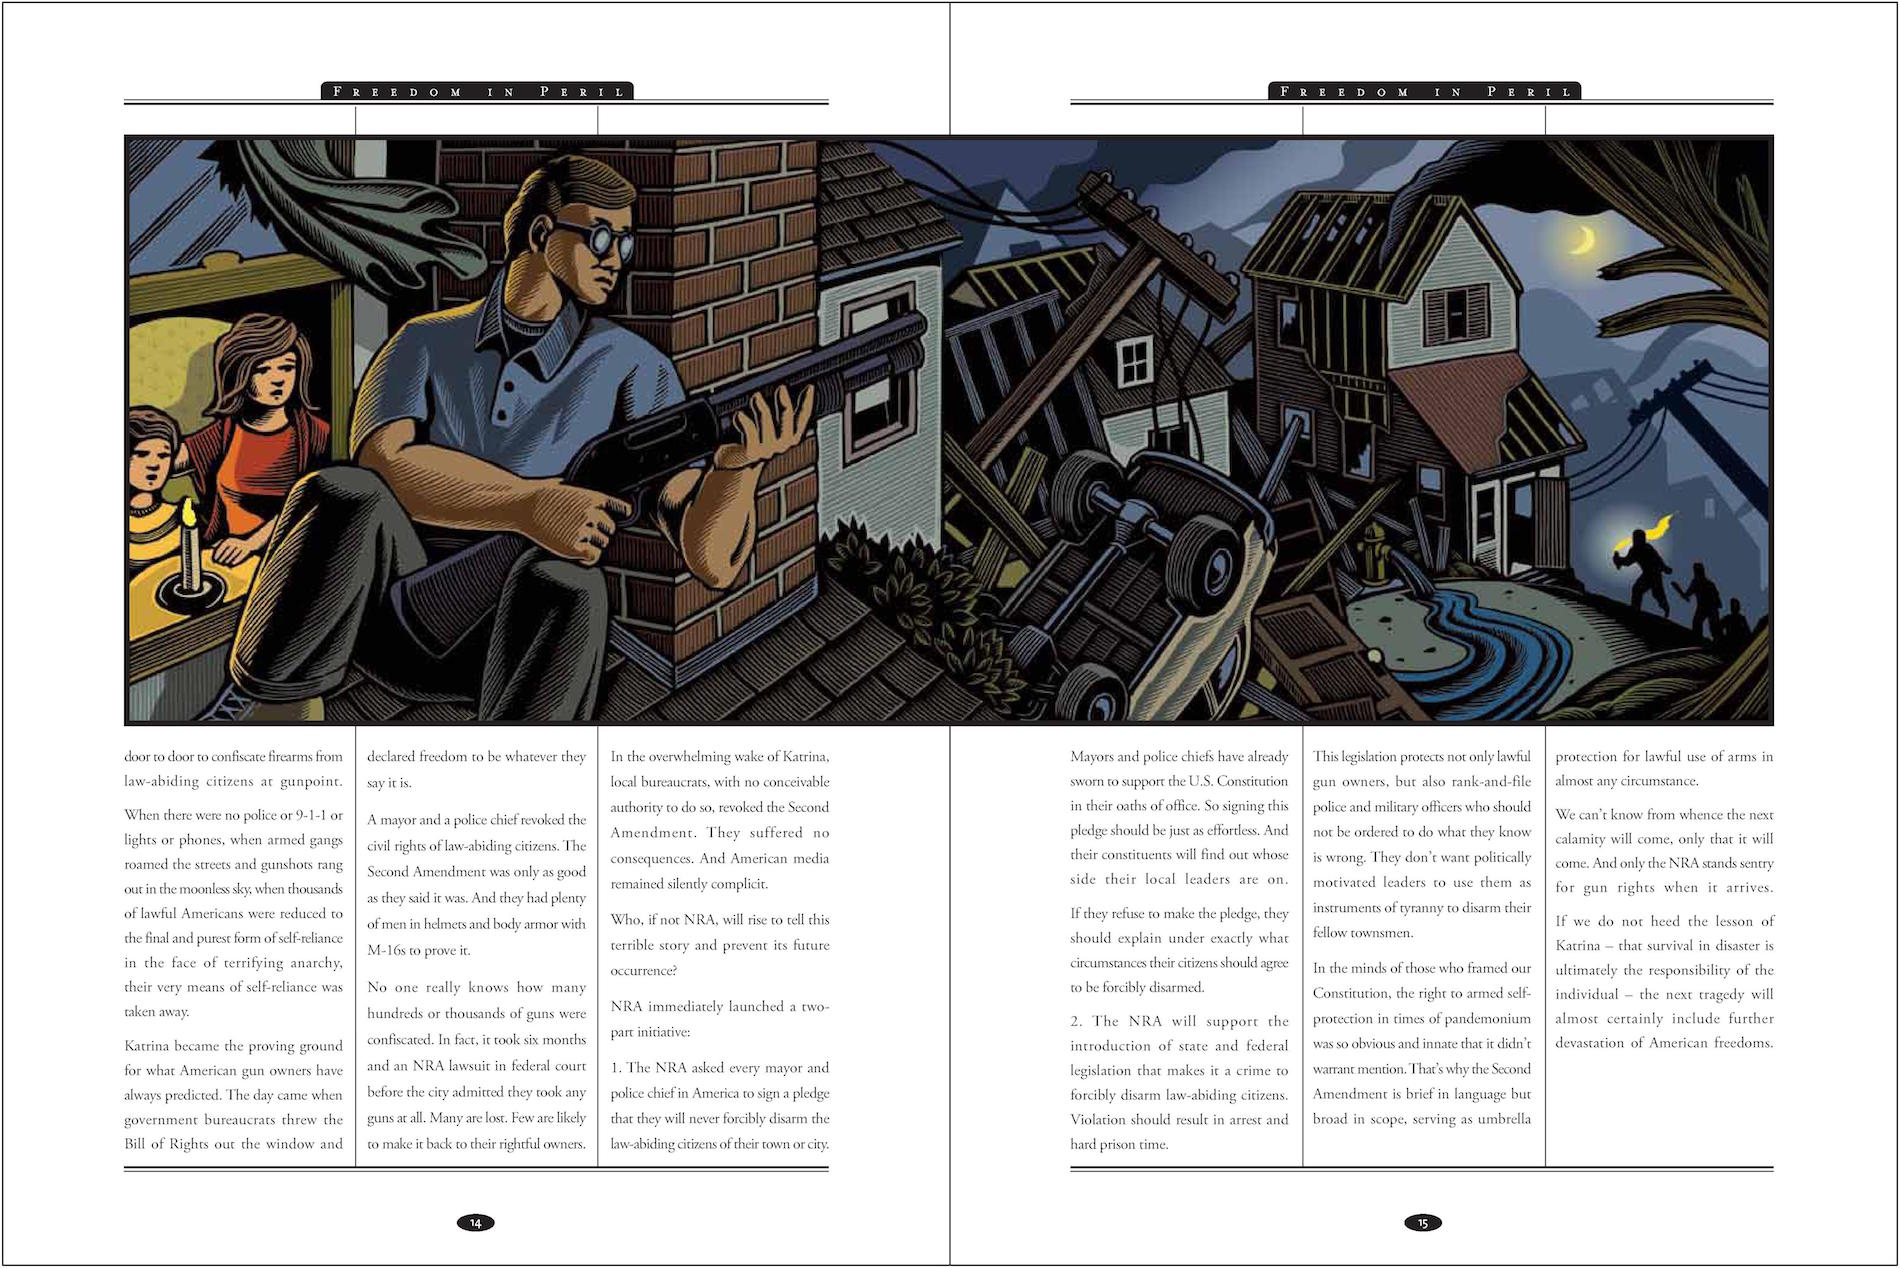 FREEDOM IN PERIL
door to door to confiscate firearms from
law-abiding citizens at gunpoint.
When there were no police or 9-1-1 or
lights or phones, when armed gangs
roamed the streets and gunshots rang
out in the moonless sky, when thousands
of lawful Americans were reduced to
the final and purest form of self-reliance
in the face of terrifying anarchy,
their very means of self-reliance was
taken away.
Katrina became the proving ground
for what American gun owners have
always predicted. The day came when
government bureaucrats threw the
Bill of Rights out the window and
declared freedom to be whatever they
say it is.
A mayor and a police chief revoked the
civil rights of law-abiding citizens. The
Second Amendment was only as good
as they said it was. And they had plenty
of men in helmets and body armor with
M-16s to prove it.
No one really knows how many
hundreds or thousands of guns were
confiscated. In fact, it took six months
and an NRA lawsuit in federal court
before the city admitted they took any
guns at all. Many are lost. Few are likely
to make it back to their rightful owners.
In the overwhelming wake of Katrina,
local bureaucrats, with no conceivable
authority to do so, revoked the Second
Amendment. They suffered no
consequences. And American media
remained silently complicit.
Who, if not NRA, will rise to tell this
terrible story and prevent its future
occurrence?
NRA immediately launched a two-
part initiative:
1. The NRA asked every mayor and
police chief in America to sign a pledge
that they will never forcibly disarm the
law-abiding citizens of their town or city.
14
FREEDOM IN PERIL
Mayors and police chiefs have already
sworn to support the U.S. Constitution
in their oaths of office. So signing this
pledge should be just as effortless. And
their constituents will find out whose
side their local leaders are on.
If they refuse to make the pledge, they
should explain under exactly what
circumstances their citizens should agree
to be forcibly disarmed.
2. The NRA will support the
introduction of state and federal
legislation that makes it a crime to
forcibly disarm law-abiding citizens.
Violation should result in arrest and
hard prison time.
This legislation protects not only lawful
gun owners, but also rank-and-file
police and military officers who should
not be ordered to do what they know
is wrong. They don't want politically
motivated leaders to use them as
instruments of tyranny to disarm their
fellow townsmen.
In the minds of those who framed our
Constitution, the right to armed self-
protection in times of pandemonium
was so obvious and innate that it didn't
warrant mention. That's why the Second
Amendment is brief in language but
broad in scope, serving as umbrella
protection for lawful use of arms in
almost any circumstance.
We can't know from whence the next
calamity will come, only that it will
come. And only the NRA stands sentry
for gun rights when it arrives.
If we do not heed the lesson of
Katrina – that survival in disaster is
ultimately the responsibility of the
individual – the next tragedy will
almost certainly include further
devastation of American freedoms.
15